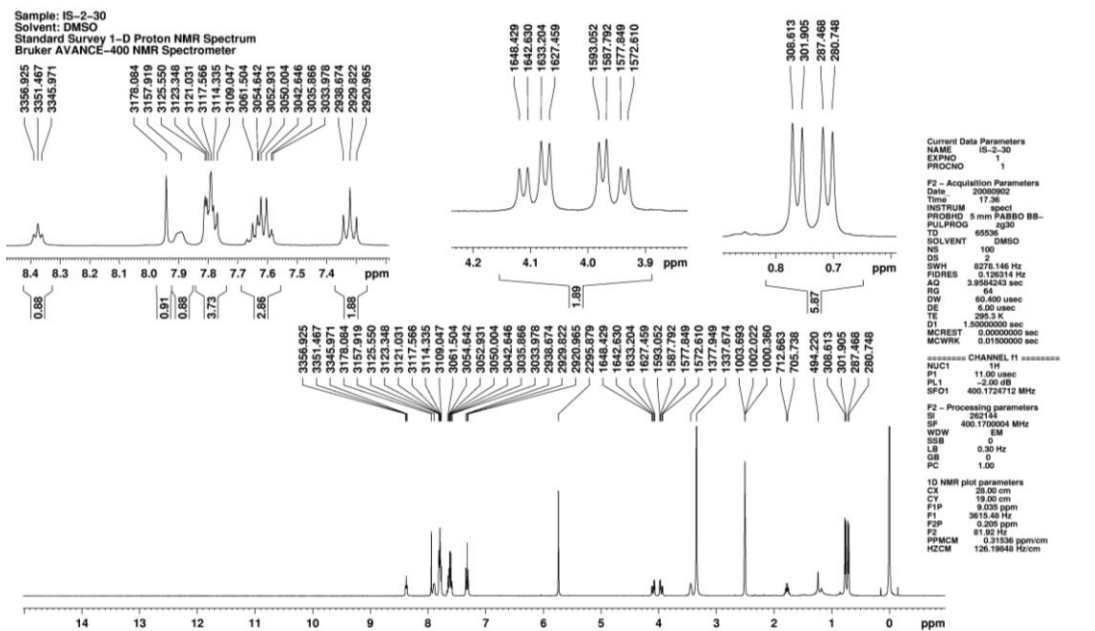 Sample: IS-2-30
Solvent: DMSO
Standard Survey 1-D Proton NMR Spectrum
Bruker AVANCE-400 NMR Spectrometer
3356.925
3351.467
3345.971
3178.084
3157.919
3125.550
3123.348
3121.031
3117.566
3114.335
3109.047
3061.504
3054.642
3052.931
3050.004
3042.646
3035.866
3033.978
2938.674
2929.822
2920.965
1648.429
1642.630
1633.204
1627.459
1593.052
1587.792
1577.849
1572.610
308.613
301.905
287.468
280.748
8.4 8.3 8.2 8.1 8.0 7.9 7.8 7.7 7.6 7.5 7.4 ppm
0.88 0.91 0.88 3.73 2.86 1.88
4.2 4.1 4.0 3.9 ppm
1.89
0.8 0.7 ppm
5.87
3356.925
3351.467
3345.971
3178.084
3157.919
3125.550
3123.348
3121.031
3117.566
3114.335
3109.047
3061.504
3054.642
3052.931
3050.004
3042.646
3035.866
3033.978
2938.674
2929.822
2920.965
2295.879
1648.429
1642.630
1633.204
1627.459
1593.052
1587.792
1577.849
1572.610
1377.949
1337.674
1003.693
1002.022
1000.360
712.663
705.738
494.220
308.613
301.905
287.468
280.748
14 13 12 11 10 9 8 7 6 5 4 3 2 1 0 ppm
Current Data Parameters
NAME IS-2-30
EXPNO 1
PROCNO 1
F2 - Acquisition Parameters
Date_ 20080902
Time 17.36
INSTRUM spect
PROBHD 5 mm PABBO BB-
PULPROG zg30
TD 65536
SOLVENT DMSO
NS 100
DS 2
SWH 8278.146 Hz
FIDRES 0.126314 Hz
AQ 3.9584243 sec
RG 64
DW 60.400 usec
DE 6.00 usec
TE 295.3 K
D1 1.50000000 sec
MCREST 0.00000000 sec
MCWRK 0.01500000 sec
======== CHANNEL f1 ========
NUC1 1H
P1 11.00 usec
PL1 -2.00 dB
SFO1 400.1724712 MHz
F2 - Processing parameters
SI 262144
SF 400.1700004 MHz
WDW EM
SSB 0
LB 0.30 Hz
GB 0
PC 1.00
1D NMR plot parameters
CX 28.00 cm
CY 19.00 cm
F1P 9.035 ppm
F1 3615.48 Hz
F2P 0.205 ppm
F2 81.92 Hz
PPMCM 0.31536 ppm/cm
HZCM 126.19848 Hz/cm